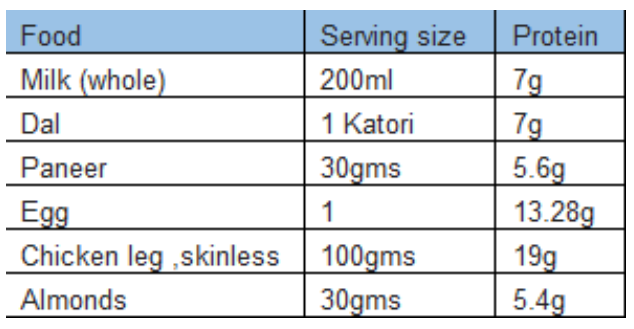 Food Serving size Protein
Milk (whole) 200ml 7g
Dal 1 Katori 7g
Paneer 30gms 5.6g
Egg 1 13.28g
Chicken leg ,skinless 100gms 19g
Almonds 30gms 5.4g